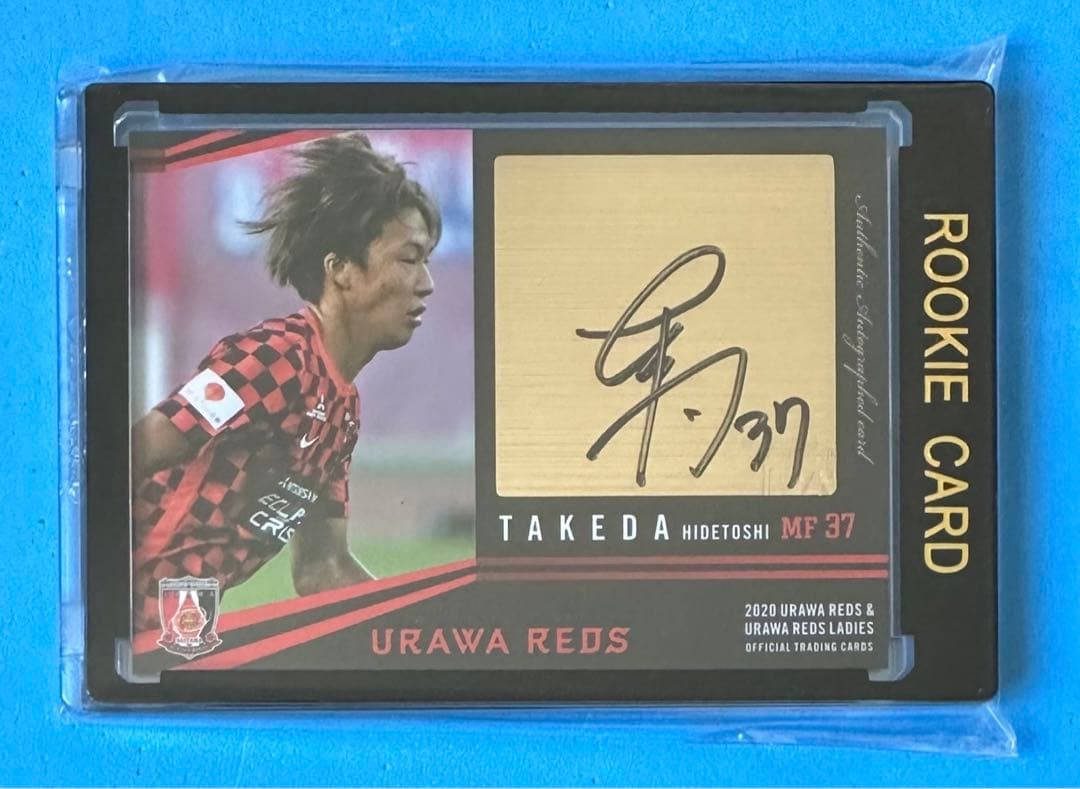 ROOKIE CARD
Authentic Autographed card
37
TAKEDA HIDETOSHI MF 37
URAWA REDS
2020 URAWA REDS &
URAWA REDS LADIES
OFFICIAL TRADING CARDS